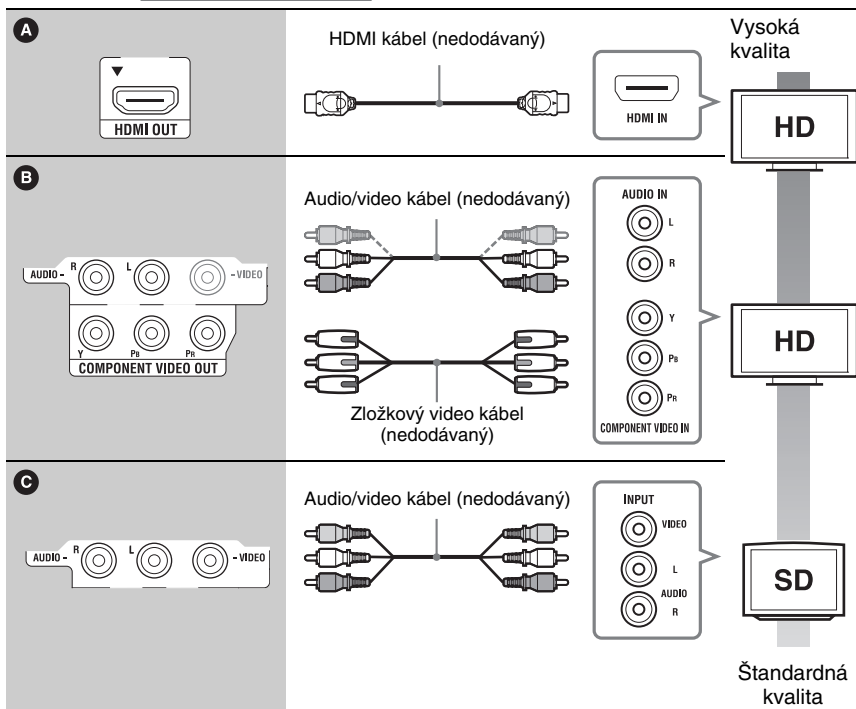 A
HDMI OUT
HDMI kábel (nedodávaný)
HDMI IN
Vysoká
kvalita
HD
B
AUDIO - R L - VIDEO
Y PB PR
COMPONENT VIDEO OUT
Audio/video kábel (nedodávaný)
Zložkový video kábel
(nedodávaný)
AUDIO IN
L
R
Y
PB
PR
COMPONENT VIDEO IN
HD
C
AUDIO - R L - VIDEO
Audio/video kábel (nedodávaný)
INPUT
VIDEO
L
AUDIO
R
SD
Štandardná
kvalita